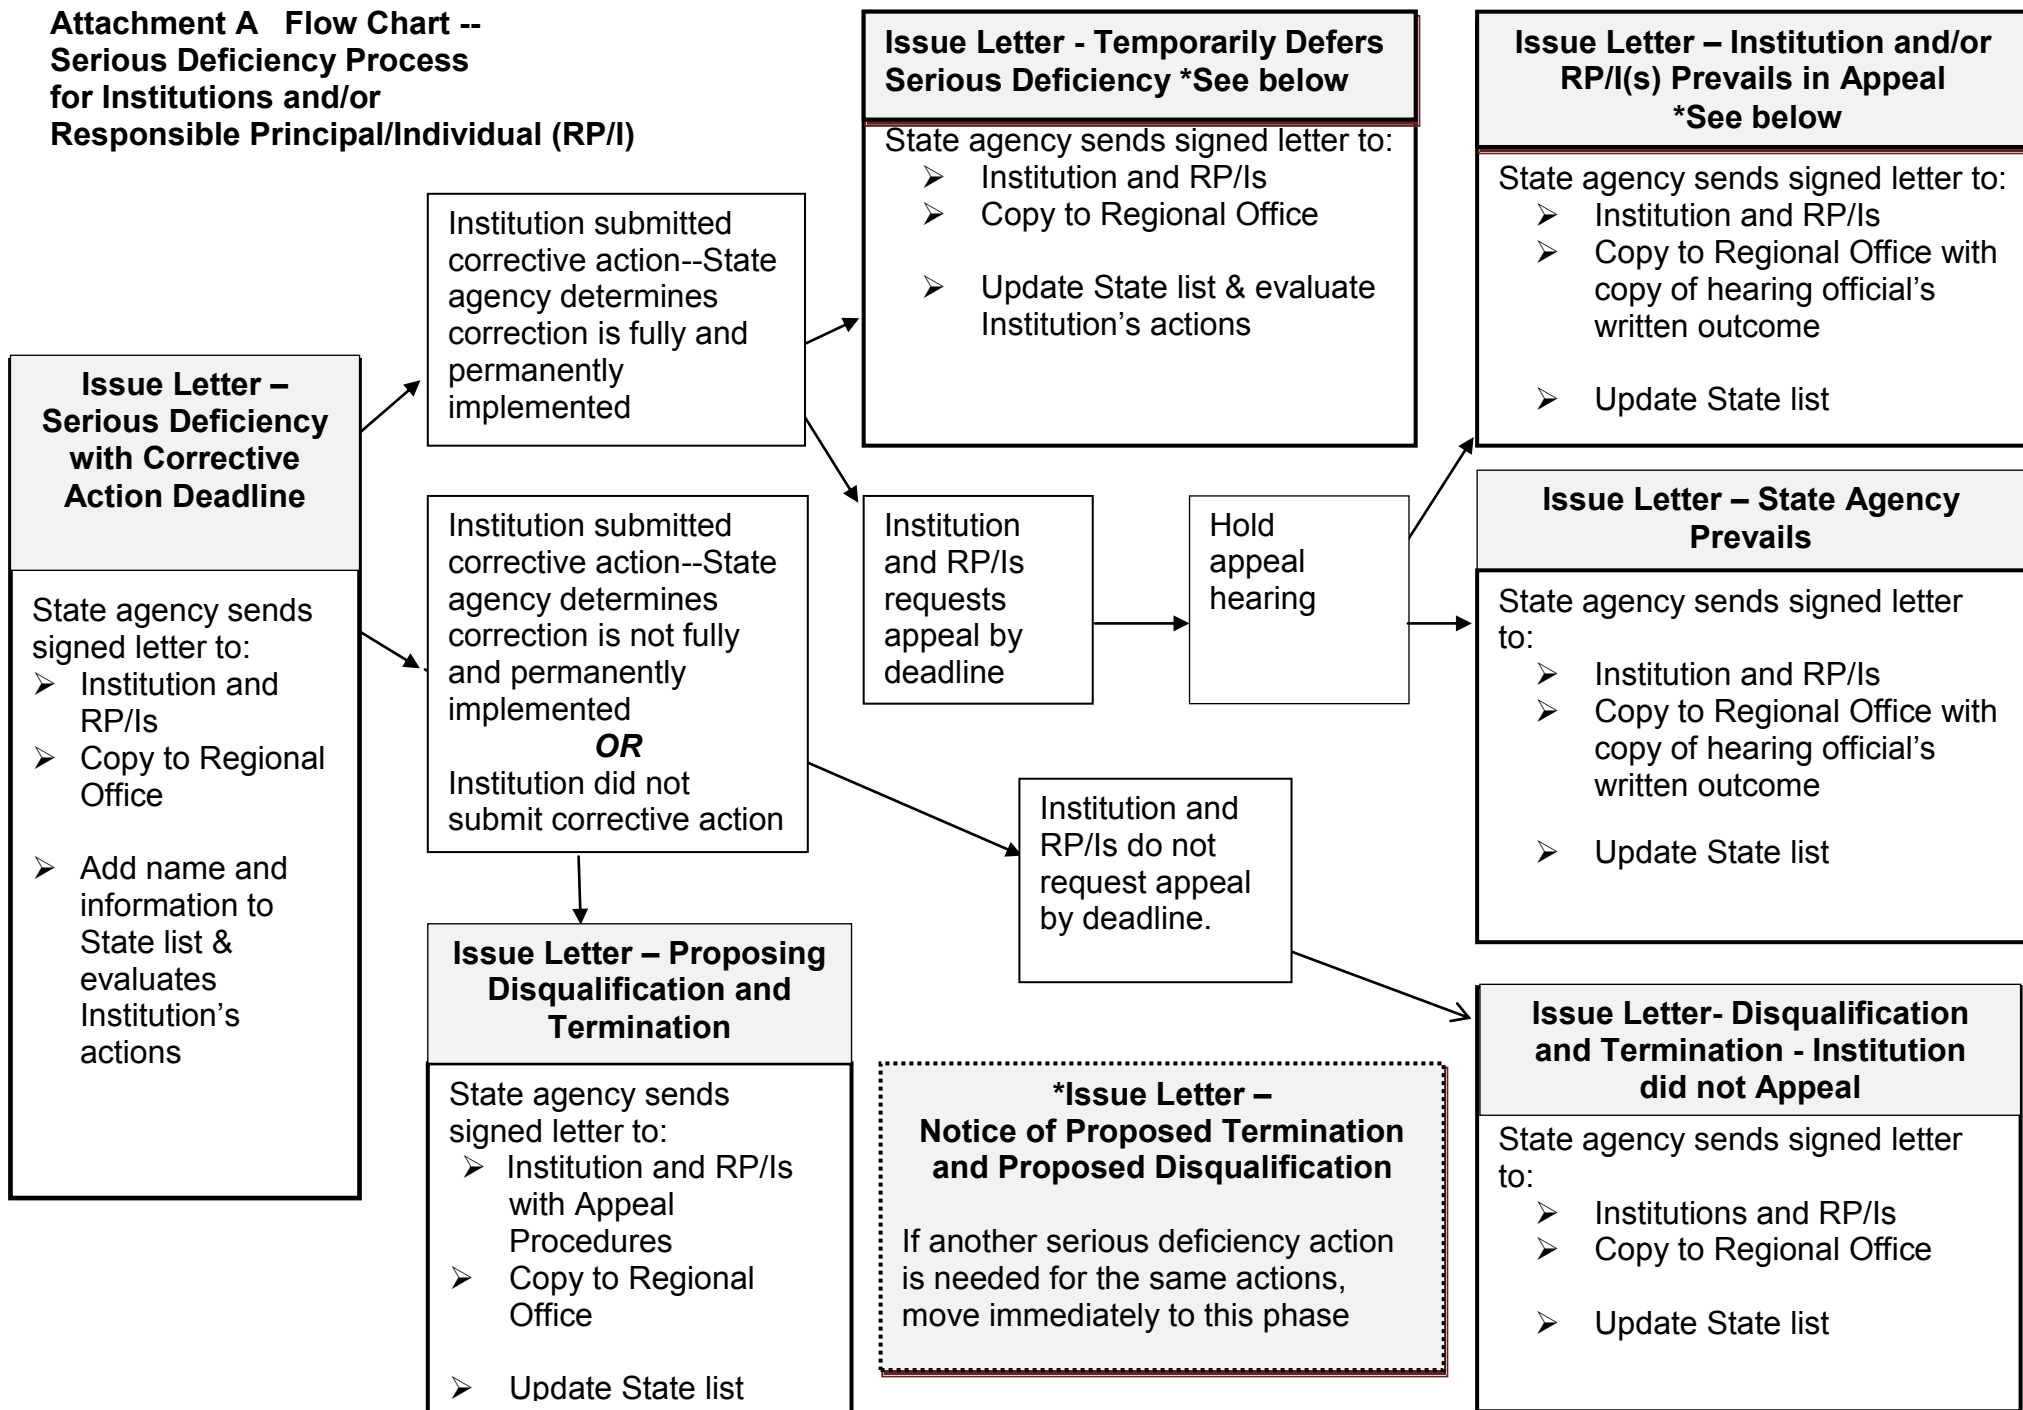 Attachment A   Flow Chart --
Serious Deficiency Process
for Institutions and/or
Responsible Principal/Individual (RP/I)
Issue Letter –
Serious Deficiency
with Corrective
Action Deadline
State agency sends
signed letter to:
➢ Institution and
RP/Is
➢ Copy to Regional
Office
➢ Add name and
information to
State list &
evaluates
Institution’s
actions
Institution submitted
corrective action--State
agency determines
correction is fully and
permanently
implemented
Institution submitted
corrective action--State
agency determines
correction is not fully
and permanently
implemented
OR
Institution did not
submit corrective action
Issue Letter – Proposing
Disqualification and
Termination
State agency sends
signed letter to:
➢ Institution and RP/Is
with Appeal
Procedures
➢ Copy to Regional
Office
➢ Update State list
Issue Letter - Temporarily Defers
Serious Deficiency *See below
State agency sends signed letter to:
➢ Institution and RP/Is
➢ Copy to Regional Office
➢ Update State list & evaluate
Institution’s actions
Institution
and RP/Is
requests
appeal by
deadline
Hold
appeal
hearing
Institution and
RP/Is do not
request appeal
by deadline.
*Issue Letter –
Notice of Proposed Termination
and Proposed Disqualification
If another serious deficiency action
is needed for the same actions,
move immediately to this phase
Issue Letter – Institution and/or
RP/I(s) Prevails in Appeal
*See below
State agency sends signed letter to:
➢ Institution and RP/Is
➢ Copy to Regional Office with
copy of hearing official’s
written outcome
➢ Update State list
Issue Letter – State Agency
Prevails
State agency sends signed letter
to:
➢ Institution and RP/Is
➢ Copy to Regional Office with
copy of hearing official’s
written outcome
➢ Update State list
Issue Letter- Disqualification
and Termination - Institution
did not Appeal
State agency sends signed letter
to:
➢ Institutions and RP/Is
➢ Copy to Regional Office
➢ Update State list